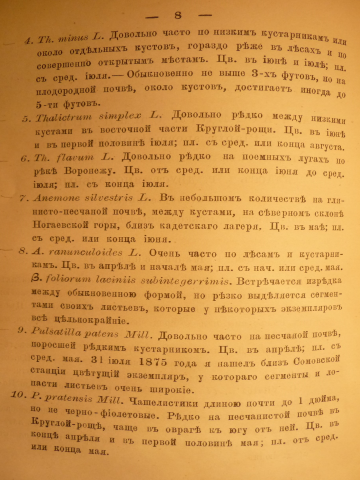 — 8 —
4. Th. minus L. Довольно часто по низкимъ кустарникамъ или
около отдѣльныхъ кустовъ, гораздо рѣже въ лѣсахъ и по
совершенно открытымъ мѣстамъ. Цв. въ іюнѣ и іюлѣ; пл.
съ сред. іюля.— Обыкновенно не выше 3-хъ футовъ, но на
плодородной почвѣ, около кустовъ, достигаетъ иногда до
5-ти футовъ.
5. Thalictrum simplex L. Довольно рѣдко между низкими
кустами въ восточной части Круглой-рощи. Цв. въ іюнѣ
и въ первой половинѣ іюля; пл. съ сред. или конца августа.
6. Th. flavum L. Довольно рѣдко на поемныхъ лугахъ по
рѣкѣ Воронежу. Цв. отъ сред. или конца іюня до сред.
іюля; пл. съ конца іюля.
7. Anemone silvestris L. Въ небольшомъ количествѣ на гли-
нисто-песчаной почвѣ, между кустами, на сѣверномъ склонѣ
Ногаевской горы, близь кадетскаго лагеря. Цв. въ маѣ; пл.
съ сред. или конца іюня.
8. A. ranunculoides L. Очень часто по лѣсамъ и кустарни-
камъ. Цв. въ апрѣлѣ и началѣ мая; пл. съ нач. или сред. мая.
β. foliorum laciniis subintegerrimis. Встрѣчается изрѣдка
между обыкновенною формой, но рѣзко выдѣляется сегмен-
тами своихъ листьевъ, которые у нѣкоторыхъ экземпляровъ
всѣ цѣльнокрайніе.
9. Pulsatilla patens Mill. Довольно часто на песчаной почвѣ,
поросшей рѣдкимъ кустарникомъ. Цв. въ апрѣлѣ; пл. съ
сред. мая. 31 іюля 1875 года я нашелъ близь Сомовской
станціи цвѣтущій экземпляръ, у котораго сегменты и ло-
пасти листьевъ очень широкіе.
10. P. pratensis Mill. Чашелистики длиною почти до 1 дюйма,
но не черно-фіолетовые. Рѣдко на песчанистой почвѣ въ
Круглой-рощѣ, чаще въ оврагѣ къ югу отъ ней. Цв. въ
концѣ апрѣля и въ первой половинѣ мая; пл. отъ сред.
или конца мая.